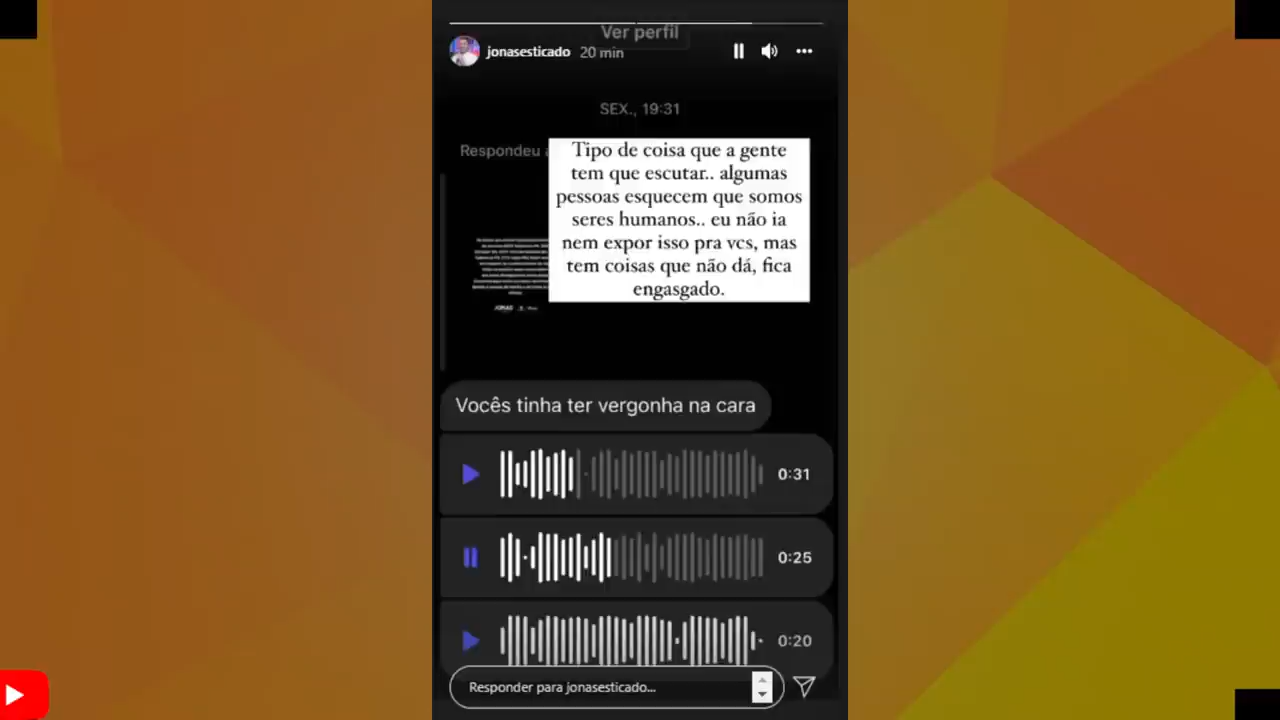 Ver perfil
jonasesticado 20 min
SEX., 19:31
Respondeu
Tipo de coisa que a gente
tem que escutar.. algumas
pessoas esquecem que somos
seres humanos.. eu não ia
nem expor isso pra vcs, mas
tem coisas que não dá, fica
engasgado.
JONAS
Vocês tinha ter vergonha na cara
0:31
0:25
0:20
Responder para jonasesticado...